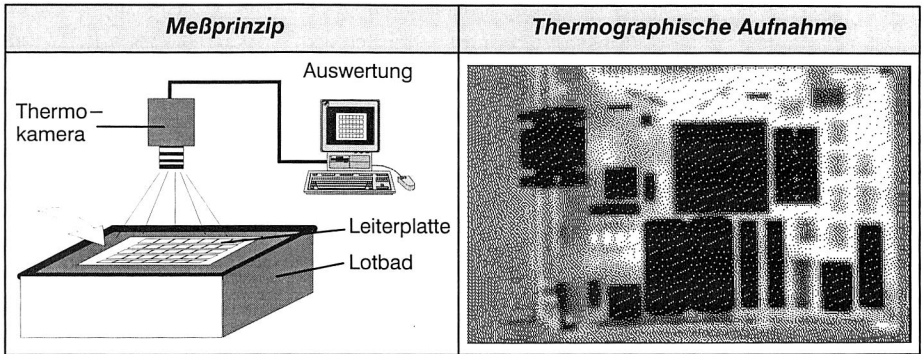 Meßprinzip
Thermographische Aufnahme
Auswertung
Thermo–
kamera
Leiterplatte
Lotbad